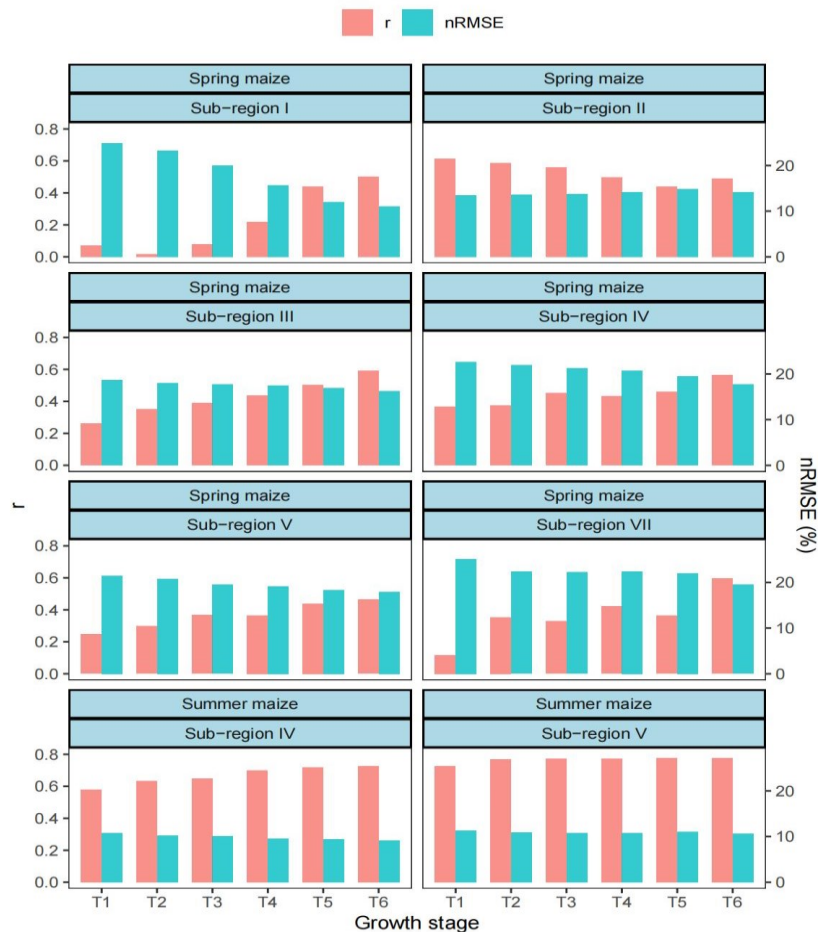 r nRMSE
Spring maize Spring maize
Sub-region I Sub-region II
0.8
0.6
0.4
0.2
0.0
20
10
0
Spring maize Spring maize
Sub-region III Sub-region IV
0.8
0.6
0.4
0.2
0.0
20
10
0
Spring maize Spring maize
Sub-region V Sub-region VII
0.8
0.6
0.4
0.2
0.0
20
10
0
Summer maize Summer maize
Sub-region IV Sub-region V
0.8
0.6
0.4
0.2
0.0
20
10
0
T1 T2 T3 T4 T5 T6 T1 T2 T3 T4 T5 T6
Growth stage
r
nRMSE (%)